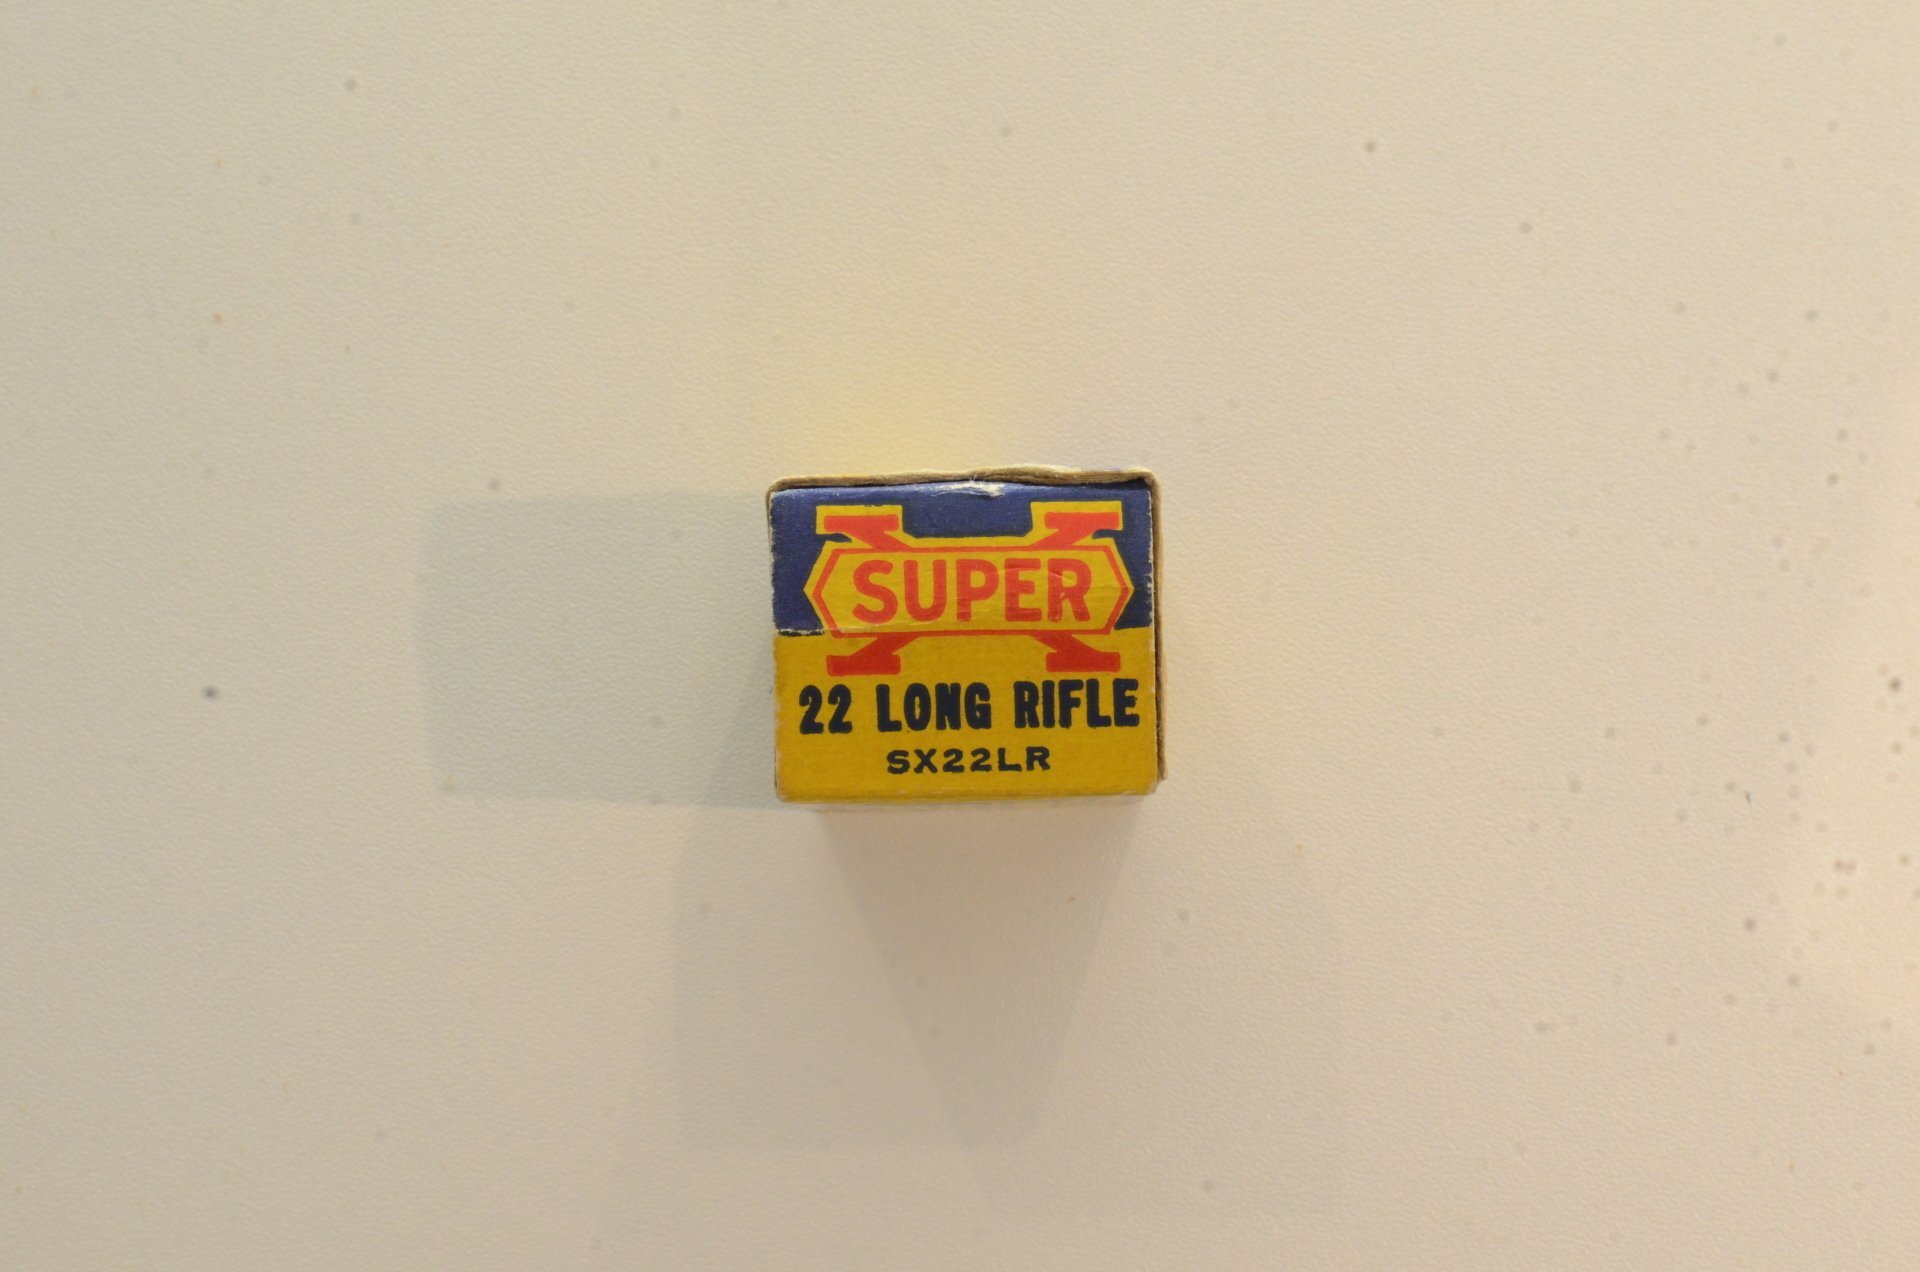 SUPER X
22 LONG RIFLE
SX22LR